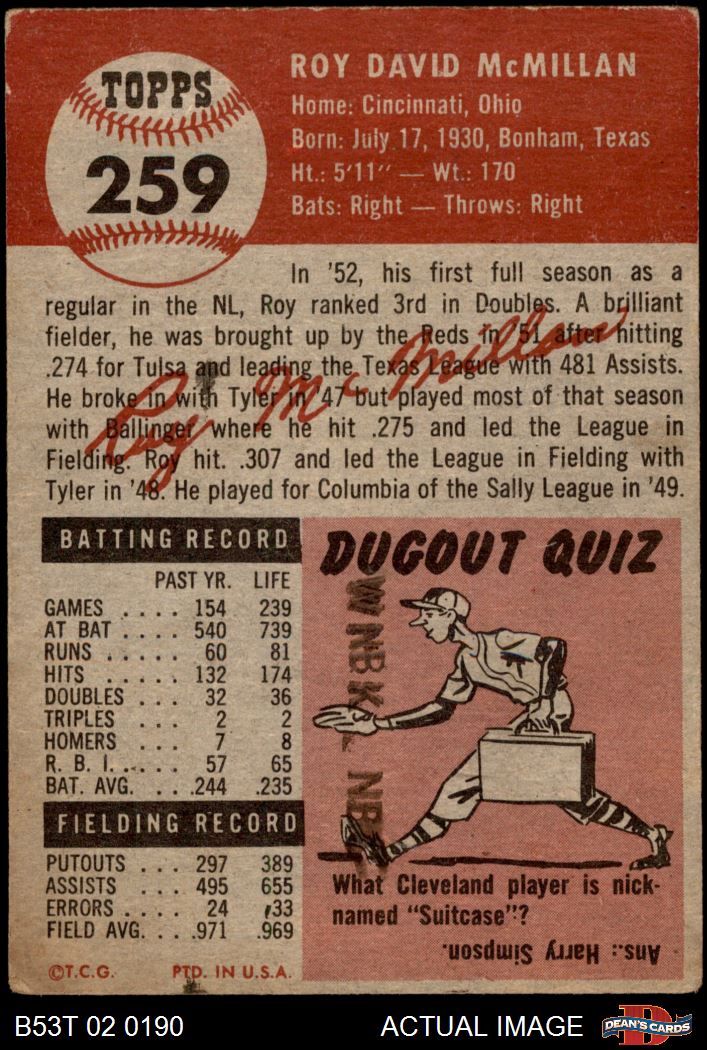 TOPPS
259
ROY DAVID McMILLAN
Home: Cincinnati, Ohio
Born: July 17, 1930, Bonham, Texas
Ht.: 5'11" — Wt.: 170
Bats: Right — Throws: Right
In '52, his first full season as a
regular in the NL, Roy ranked 3rd in Doubles. A brilliant
fielder, he was brought up by the Reds in '51 after hitting
.274 for Tulsa and leading the Texas League with 481 Assists.
He broke in with Tyler in '47 but played most of that season
with Ballinger where he hit .275 and led the League in
Fielding. Roy hit. .307 and led the League in Fielding with
Tyler in '48. He played for Columbia of the Sally League in '49.
Roy McMillan
BATTING RECORD
PAST YR. LIFE
GAMES .... 154 239
AT BAT .... 540 739
RUNS ..... 60 81
HITS ..... 132 174
DOUBLES ... 32 36
TRIPLES ... 2 2
HOMERS ... 7 8
R. B. I. .... 57 65
BAT. AVG. ... .244 .235
FIELDING RECORD
PUTOUTS ... 297 389
ASSISTS .... 495 655
ERRORS .... 24 33
FIELD AVG. .. .971 .969
©T.C.G. PTD. IN U.S.A.
DUGOUT QUIZ
WNBK NB
What Cleveland player is nick-
named "Suitcase"?
Ans.: Harry Simpson.
B53T 02 0190
ACTUAL IMAGE
DEAN'S CARDS